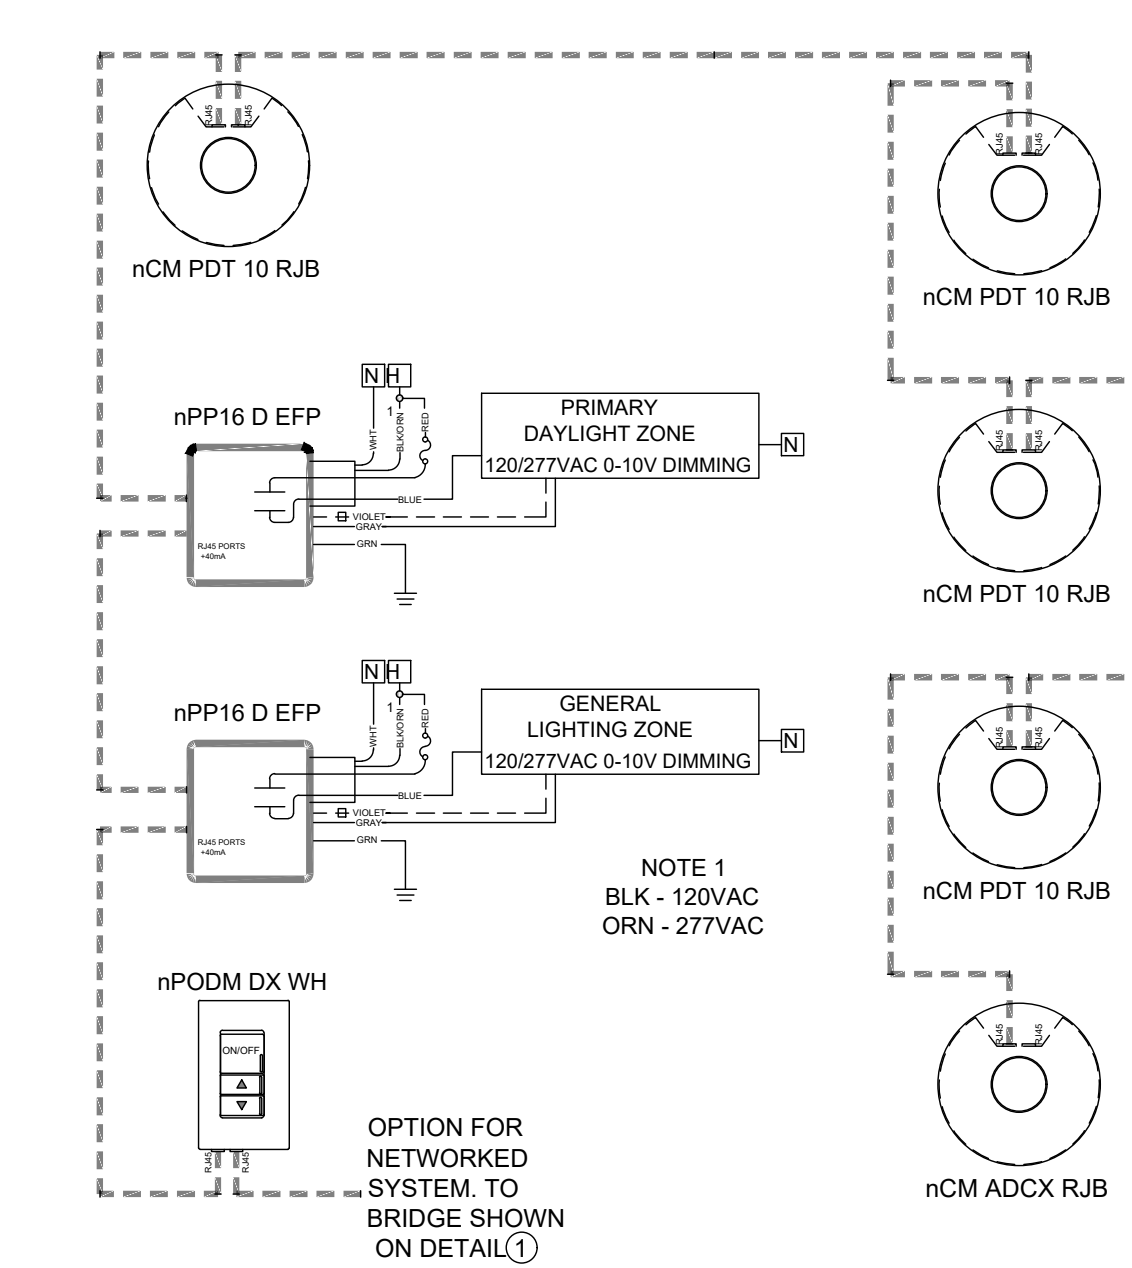 RJ45 RJ45
nCM PDT 10 RJB
RJ45 RJ45
nCM PDT 10 RJB
nPP16 D EFP
N H
1
WHT
BLK/ORN
RED
PRIMARY
DAYLIGHT ZONE
120/277VAC 0-10V DIMMING
N
BLUE
VIOLET
GRAY
GRN
RJ45 PORTS
+40mA
RJ45 RJ45
nCM PDT 10 RJB
nPP16 D EFP
N H
1
WHT
BLK/ORN
RED
GENERAL
LIGHTING ZONE
120/277VAC 0-10V DIMMING
N
BLUE
VIOLET
GRAY
GRN
RJ45 PORTS
+40mA
RJ45 RJ45
nCM PDT 10 RJB
NOTE 1
BLK - 120VAC
ORN - 277VAC
nPODM DX WH
ON/OFF
RJ45 RJ45
OPTION FOR
NETWORKED
SYSTEM. TO
BRIDGE SHOWN
ON DETAIL 1
RJ45 RJ45
nCM ADCX RJB